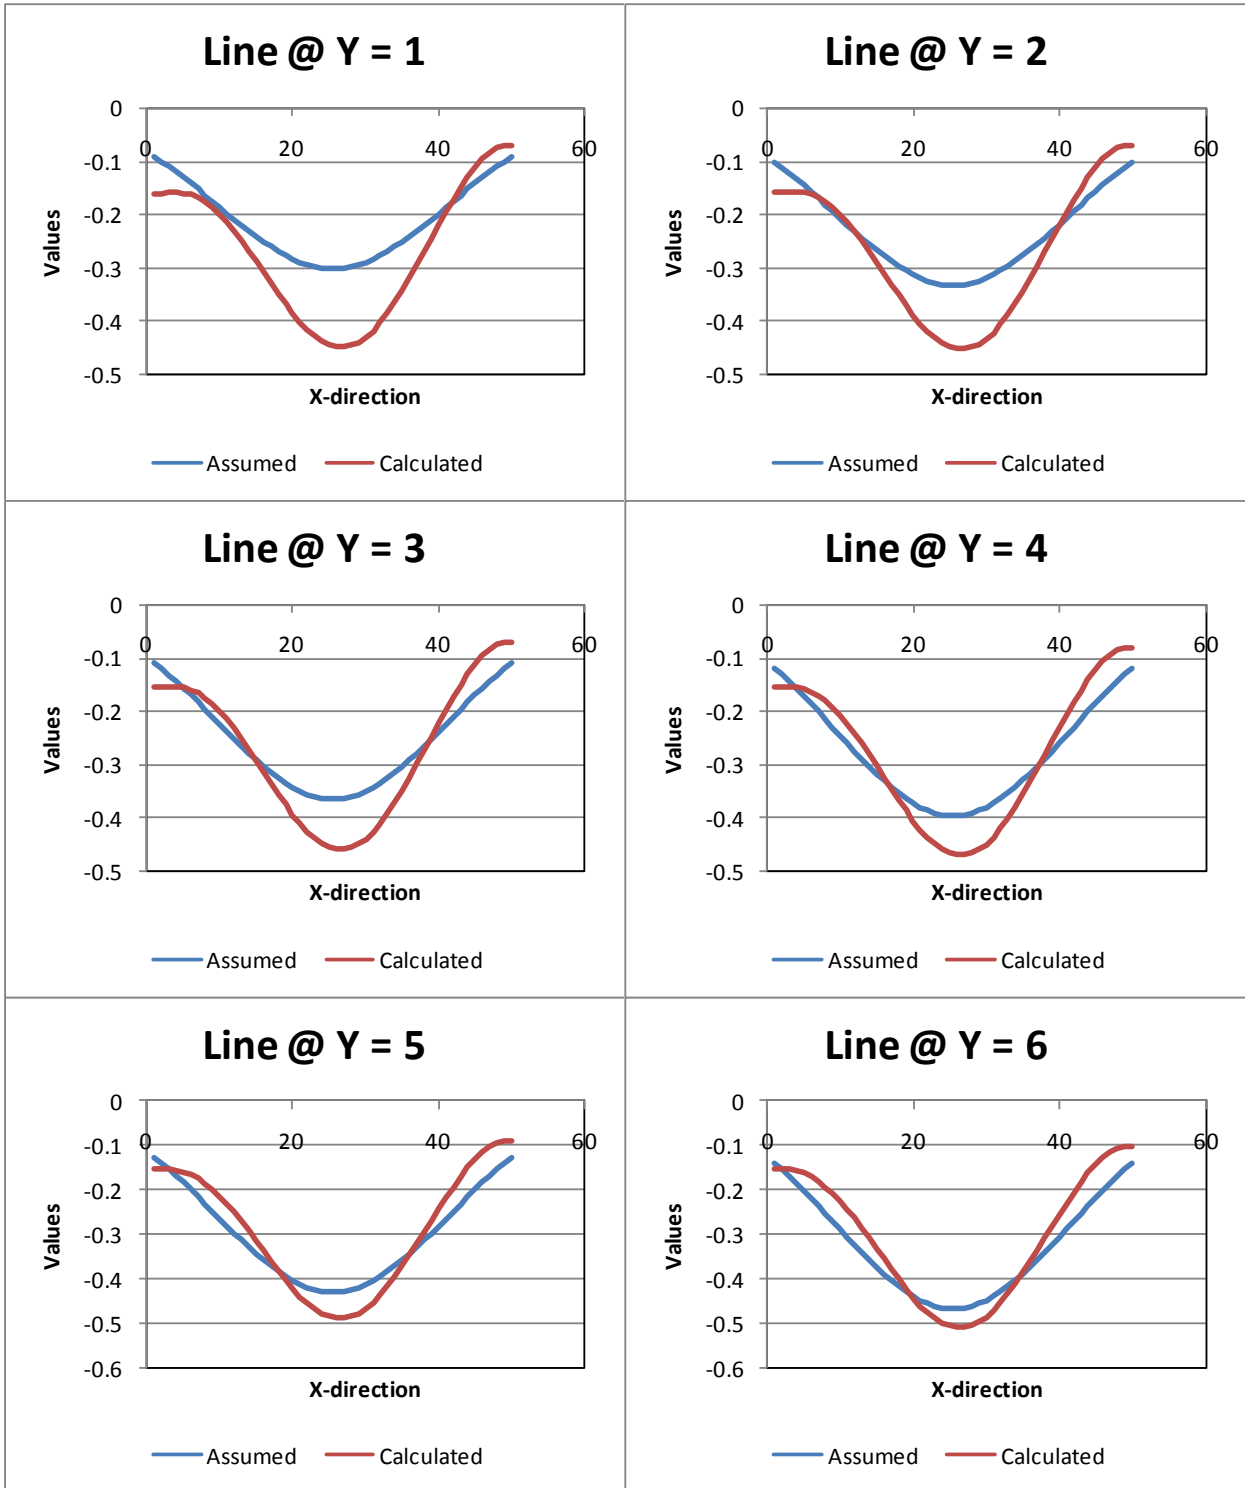 Line @ Y = 1
0
0 20 40 60
-0.1
-0.2
-0.3
-0.4
-0.5
Values
X-direction
Assumed Calculated
Line @ Y = 2
0
0 20 40 60
-0.1
-0.2
-0.3
-0.4
-0.5
Values
X-direction
Assumed Calculated
Line @ Y = 3
0
0 20 40 60
-0.1
-0.2
-0.3
-0.4
-0.5
Values
X-direction
Assumed Calculated
Line @ Y = 4
0
0 20 40 60
-0.1
-0.2
-0.3
-0.4
-0.5
Values
X-direction
Assumed Calculated
Line @ Y = 5
0
0 20 40 60
-0.1
-0.2
-0.3
-0.4
-0.5
-0.6
Values
X-direction
Assumed Calculated
Line @ Y = 6
0
0 20 40 60
-0.1
-0.2
-0.3
-0.4
-0.5
-0.6
Values
X-direction
Assumed Calculated